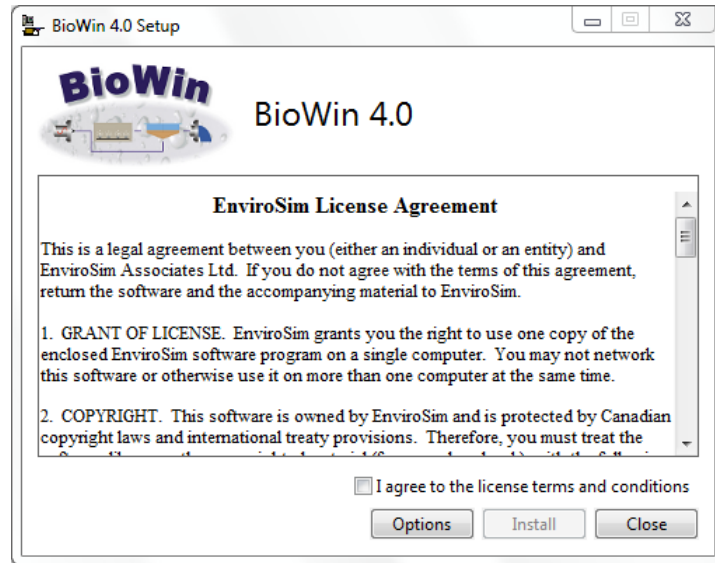 BioWin 4.0 Setup
BioWin
BioWin 4.0
EnviroSim License Agreement
This is a legal agreement between you (either an individual or an entity) and
EnviroSim Associates Ltd. If you do not agree with the terms of this agreement,
return the software and the accompanying material to EnviroSim.
1. GRANT OF LICENSE. EnviroSim grants you the right to use one copy of the
enclosed EnviroSim software program on a single computer. You may not network
this software or otherwise use it on more than one computer at the same time.
2. COPYRIGHT. This software is owned by EnviroSim and is protected by Canadian
copyright laws and international treaty provisions. Therefore, you must treat the
I agree to the license terms and conditions
Options Install Close